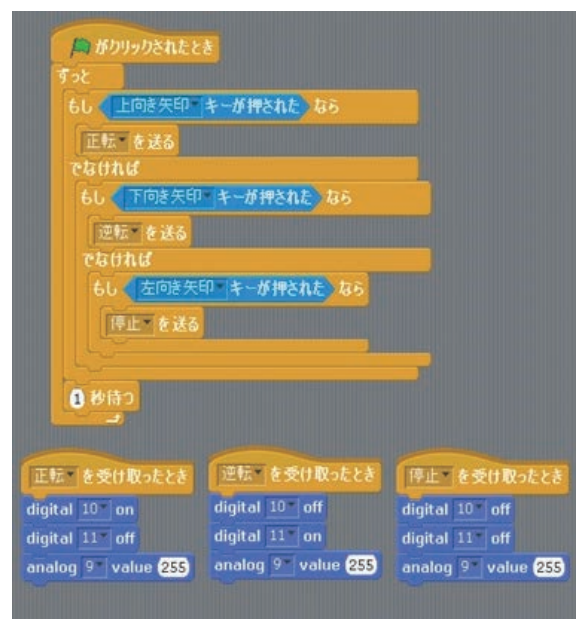 がクリックされたとき
ずっと
もし 上向き矢印 キーが押された なら
正転 を送る
でなければ
もし 下向き矢印 キーが押された なら
逆転 を送る
でなければ
もし 左向き矢印 キーが押された なら
停止 を送る
1 秒待つ
正転 を受け取ったとき
digital 10 on
digital 11 off
analog 9 value 255
逆転 を受け取ったとき
digital 10 off
digital 11 on
analog 9 value 255
停止 を受け取ったとき
digital 10 off
digital 11 off
analog 9 value 255